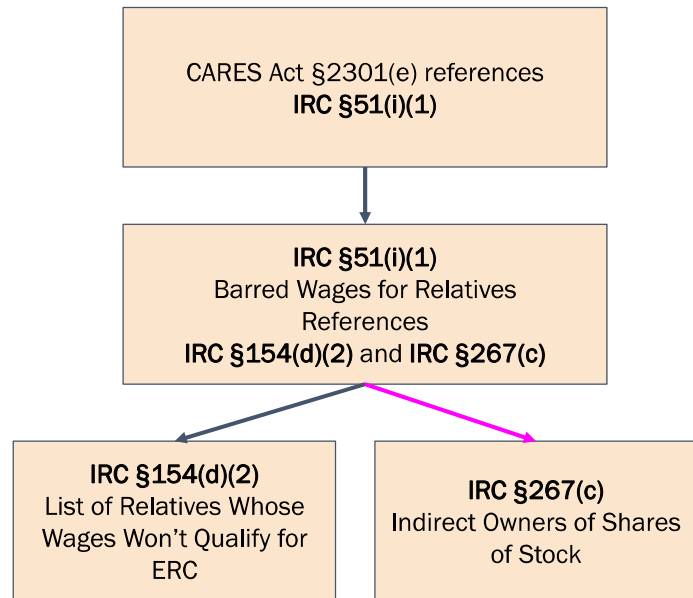 CARES Act §2301(e) references
IRC §51(i)(1)
IRC §51(i)(1)
Barred Wages for Relatives
References
IRC §154(d)(2) and IRC §267(c)
IRC §154(d)(2)
List of Relatives Whose
Wages Won't Qualify for
ERC
IRC §267(c)
Indirect Owners of Shares
of Stock